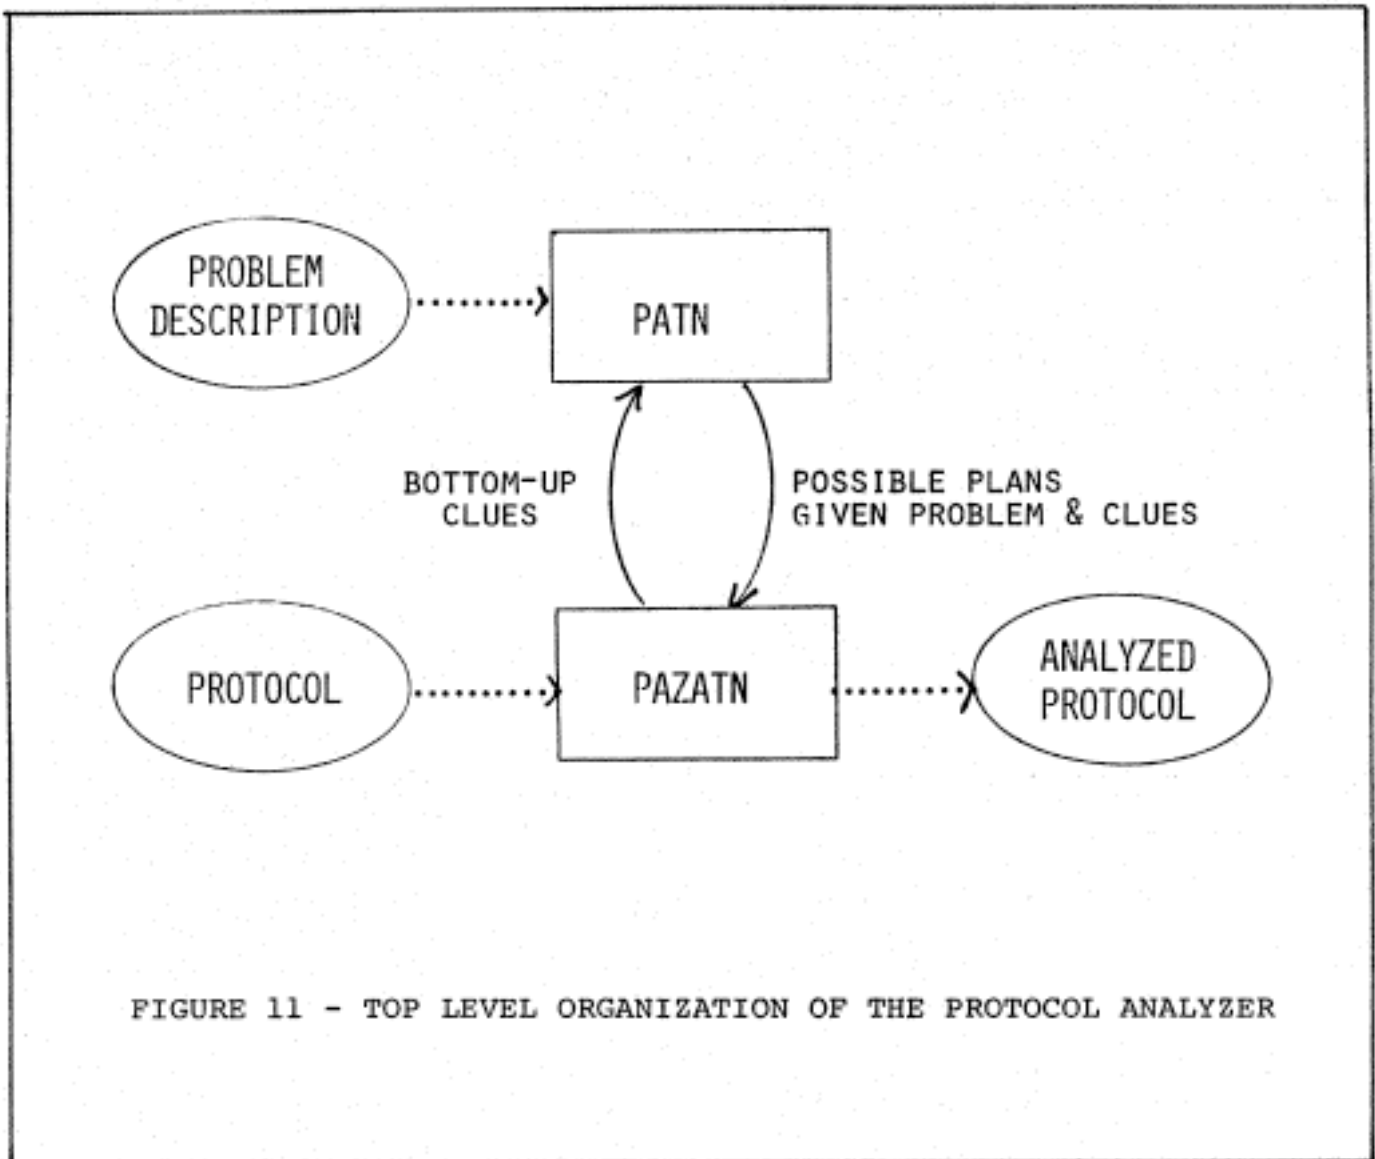 PROBLEM
DESCRIPTION
PATN
BOTTOM-UP
CLUES
POSSIBLE PLANS
GIVEN PROBLEM & CLUES
PROTOCOL
PAZATN
ANALYZED
PROTOCOL
FIGURE 11 - TOP LEVEL ORGANIZATION OF THE PROTOCOL ANALYZER